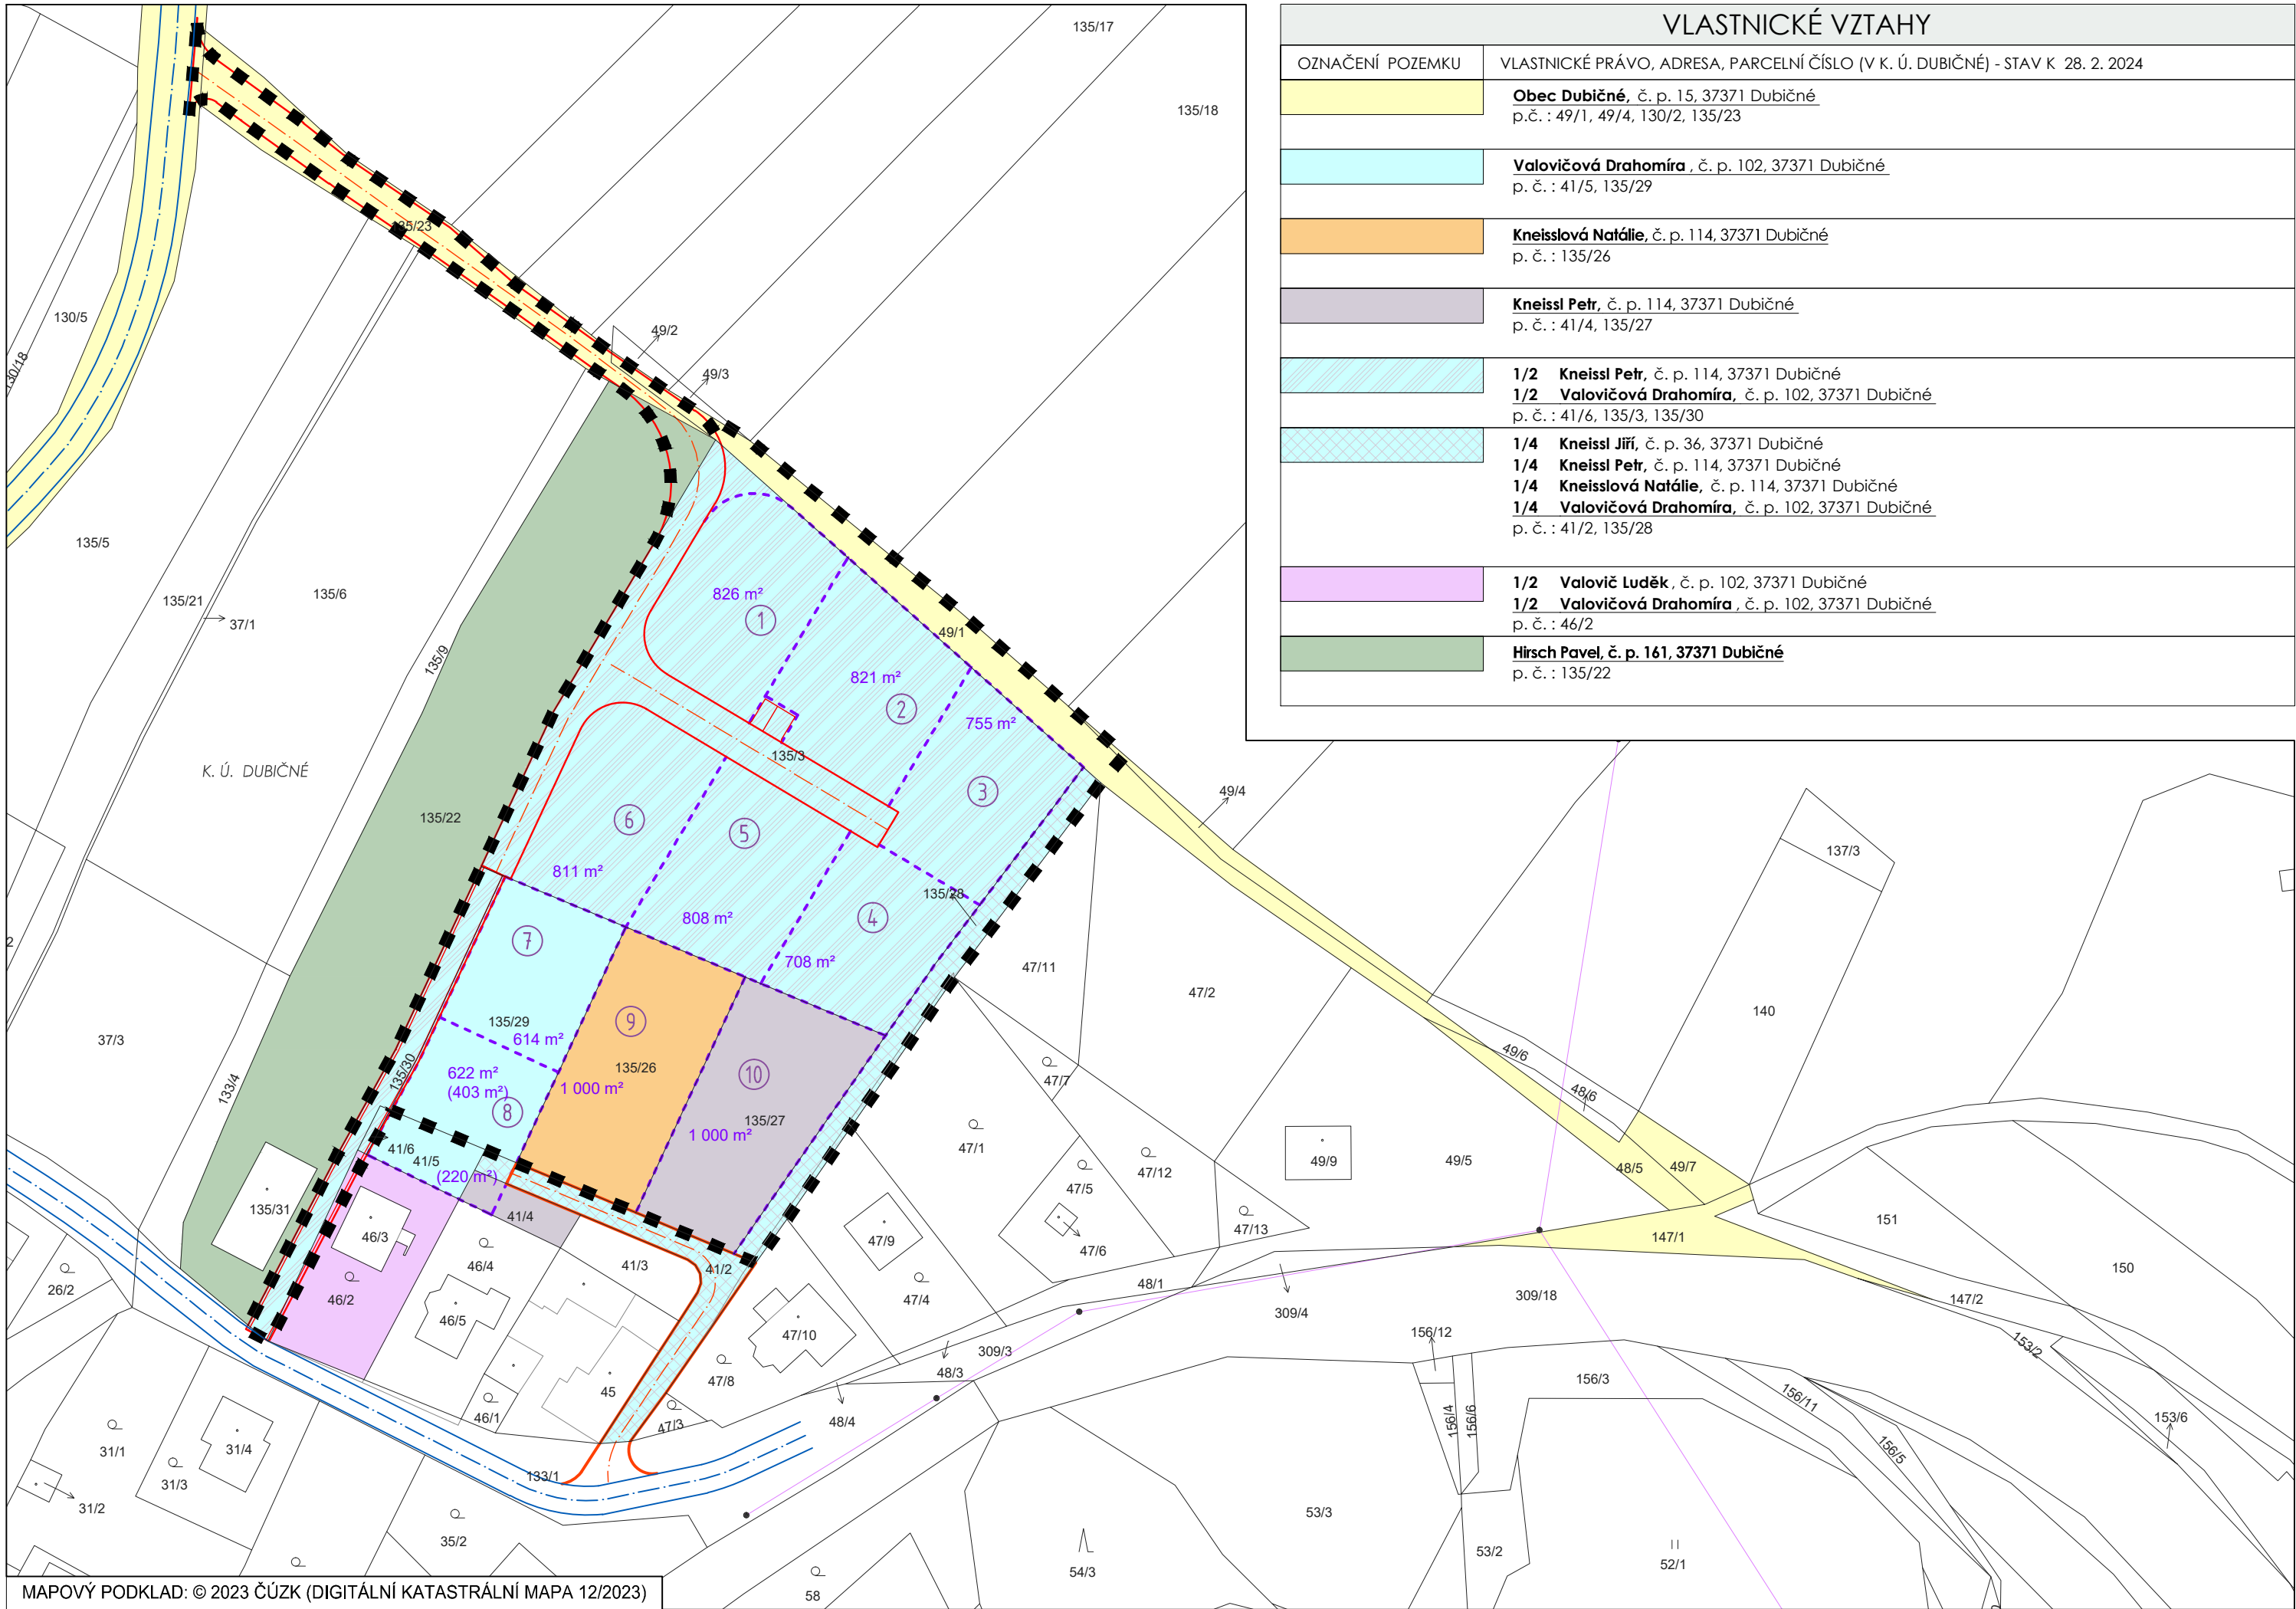 VLASTNICKÉ VZTAHY
OZNAČENÍ POZEMKU
VLASTNICKÉ PRÁVO, ADRESA, PARCELNÍ ČÍSLO (V K. Ú. DUBIČNÉ) - STAV K 28. 2. 2024
Obec Dubičné, č. p. 15, 37371 Dubičné
p.č. : 49/1, 49/4, 130/2, 135/23
Valovičová Drahomíra , č. p. 102, 37371 Dubičné
p. č. : 41/5, 135/29
Kneisslová Natálie, č. p. 114, 37371 Dubičné
p. č. : 135/26
Kneissl Petr, č. p. 114, 37371 Dubičné
p. č. : 41/4, 135/27
1/2 Kneissl Petr, č. p. 114, 37371 Dubičné
1/2 Valovičová Drahomíra, č. p. 102, 37371 Dubičné
p. č. : 41/6, 135/3, 135/30
1/4 Kneissl Jiří, č. p. 36, 37371 Dubičné
1/4 Kneissl Petr, č. p. 114, 37371 Dubičné
1/4 Kneisslová Natálie, č. p. 114, 37371 Dubičné
1/4 Valovičová Drahomíra, č. p. 102, 37371 Dubičné
p. č. : 41/2, 135/28
1/2 Valovič Luděk , č. p. 102, 37371 Dubičné
1/2 Valovičová Drahomíra , č. p. 102, 37371 Dubičné
p. č. : 46/2
Hirsch Pavel, č. p. 161, 37371 Dubičné
p. č. : 135/22
135/17
135/18
135/23
130/5
130/18
49/2
49/3
135/5
135/21
37/1
135/6
135/9
826 m²
1
49/1
821 m²
2
755 m²
135/3
3
K. Ú. DUBIČNÉ
135/22
6
5
49/4
137/3
811 m²
135/28
808 m²
4
7
708 m²
47/11
47/2
140
2
9
135/29
614 m²
37/3
49/6
135/26
622 m²
(403 m²)
10
135/30
133/4
1 000 m²
8
47/7
48/6
135/27
1 000 m²
41/6
41/5
47/1
47/12
49/9
49/5
48/5
49/7
(220 m²)
47/5
135/31
41/4
46/3
47/13
151
147/1
47/9
47/6
46/4
41/3
41/2
150
48/1
26/2
46/2
47/4
309/4
309/18
147/2
46/5
47/10
156/12
153/2
309/3
48/3
47/8
156/3
156/11
45
46/1
47/3
48/4
156/4
156/6
153/6
31/1
31/4
156/5
31/3
133/1
31/2
53/3
35/2
53/2
52/1
54/3
58
MAPOVÝ PODKLAD: © 2023 ČÚZK (DIGITÁLNÍ KATASTRÁLNÍ MAPA 12/2023)